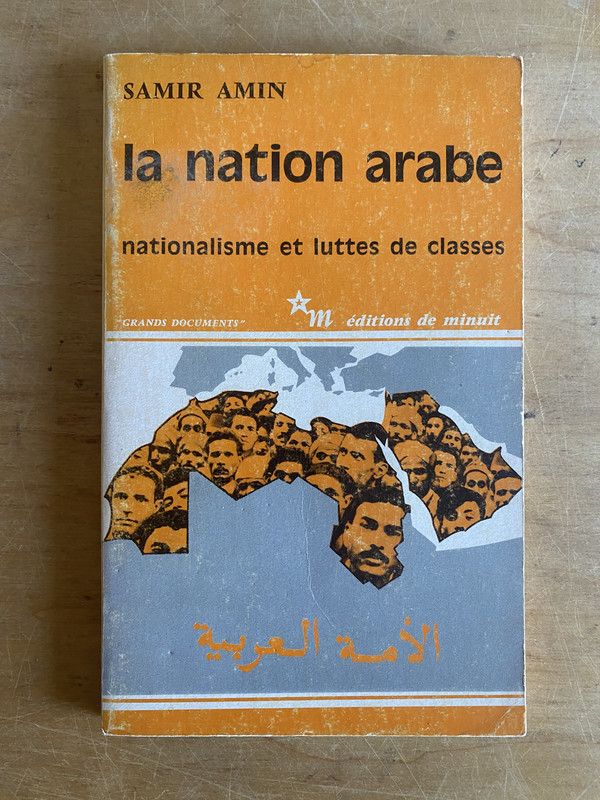 SAMIR AMIN
la nation arabe
nationalisme et luttes de classes
"GRANDS DOCUMENTS"
m éditions de minuit
الأمة العربية